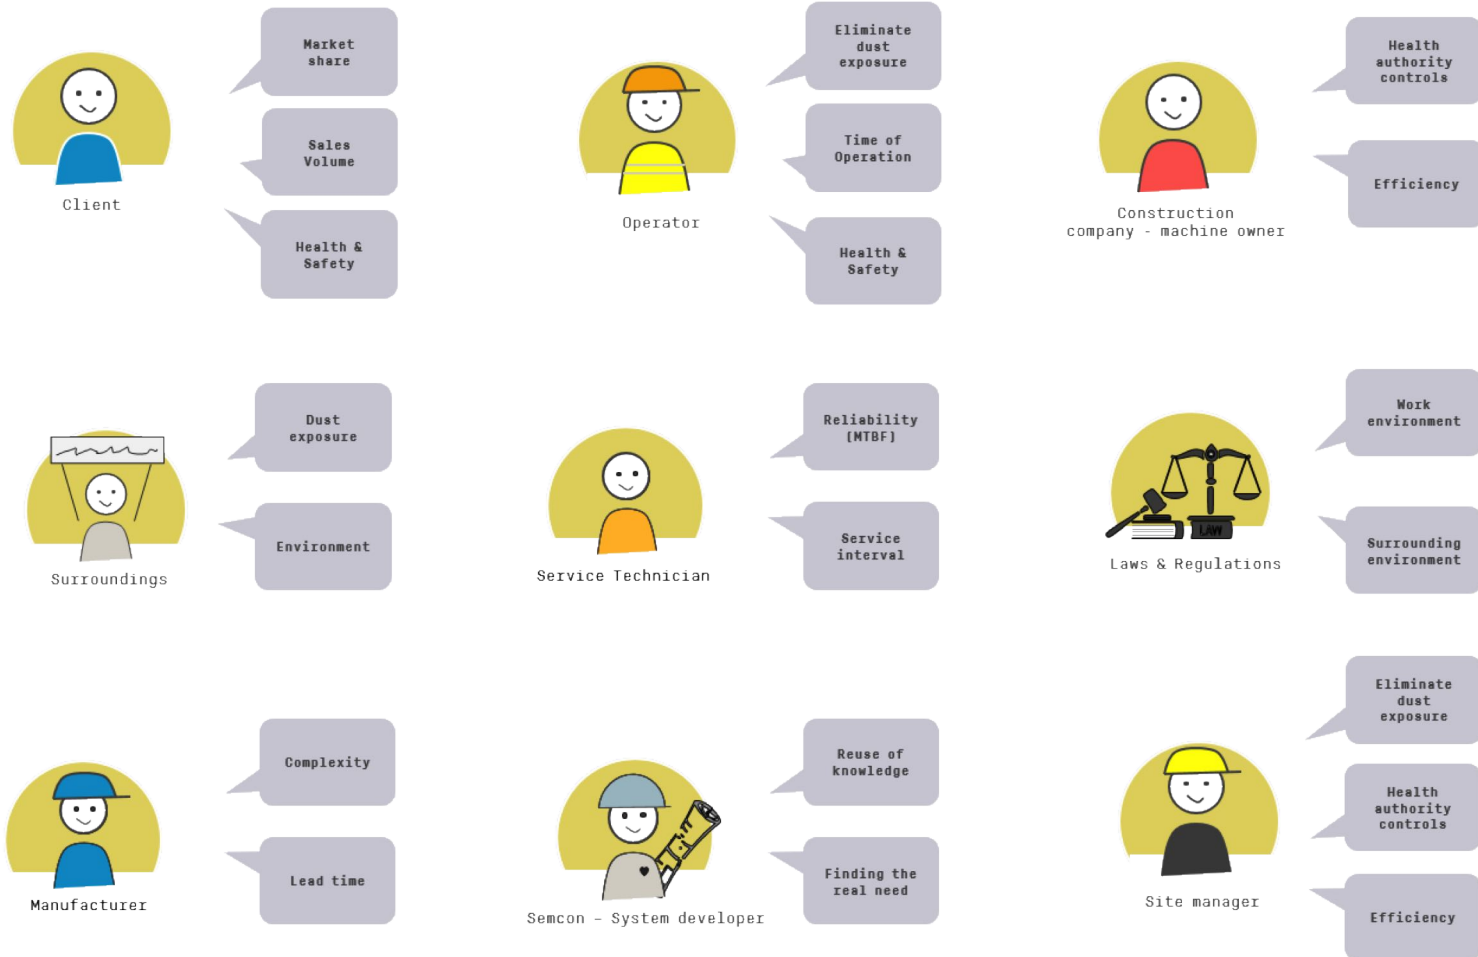 Market
share
Sales
Volume
Health &
Safety
Client
Eliminate
dust
exposure
Time of
Operation
Health &
Safety
Operator
Health
authority
controls
Efficiency
Construction
company - machine owner
Dust
exposure
Environment
Surroundings
Reliability
(MTBF)
Service
interval
Service Technician
Work
environment
Surrounding
environment
LAW
Laws & Regulations
Complexity
Lead time
Manufacturer
Reuse of
knowledge
Finding the
real need
Semcon – System developer
Eliminate
dust
exposure
Health
authority
controls
Efficiency
Site manager